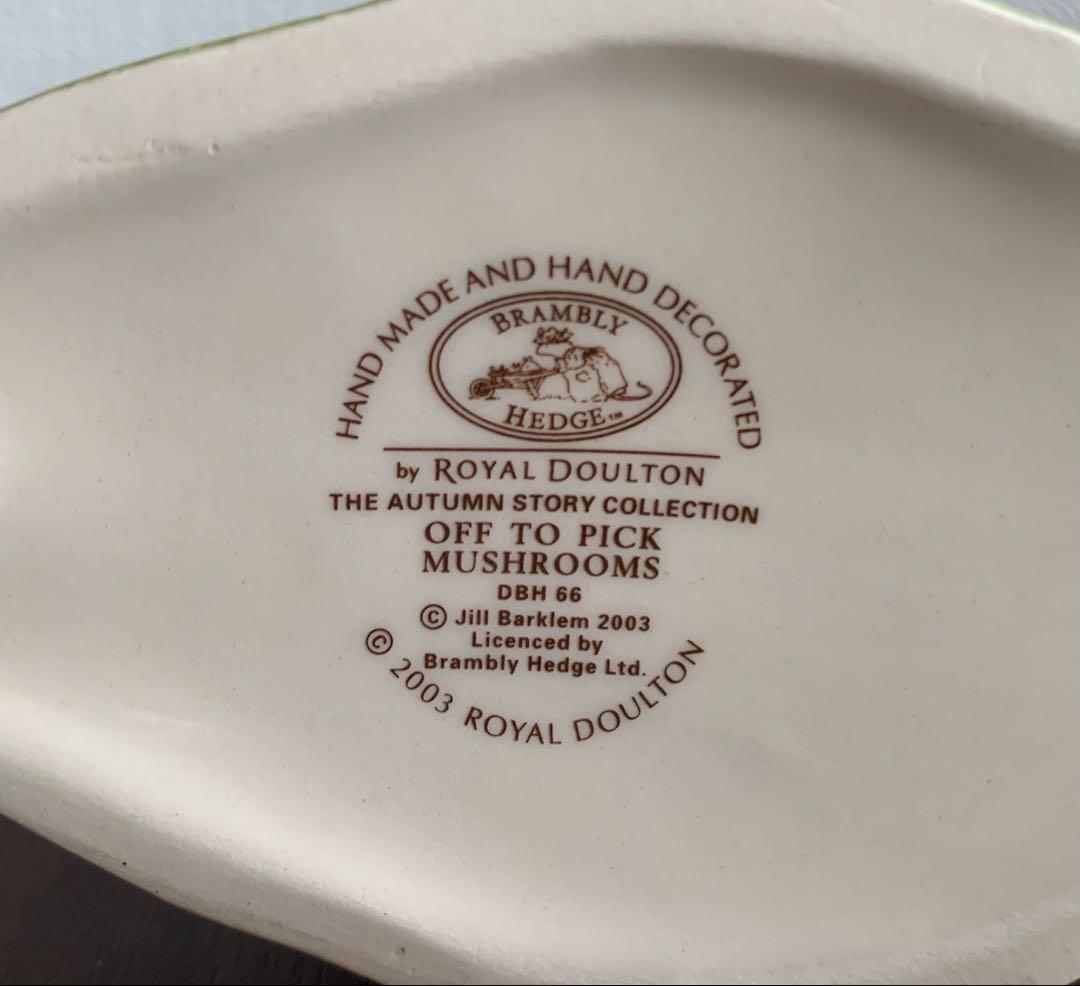 HAND MADE AND HAND DECORATED
BRAMBLY
HEDGE™
by ROYAL DOULTON
THE AUTUMN STORY COLLECTION
OFF TO PICK
MUSHROOMS
DBH 66
© Jill Barklem 2003
Licenced by
Brambly Hedge Ltd.
© 2003 ROYAL DOULTON